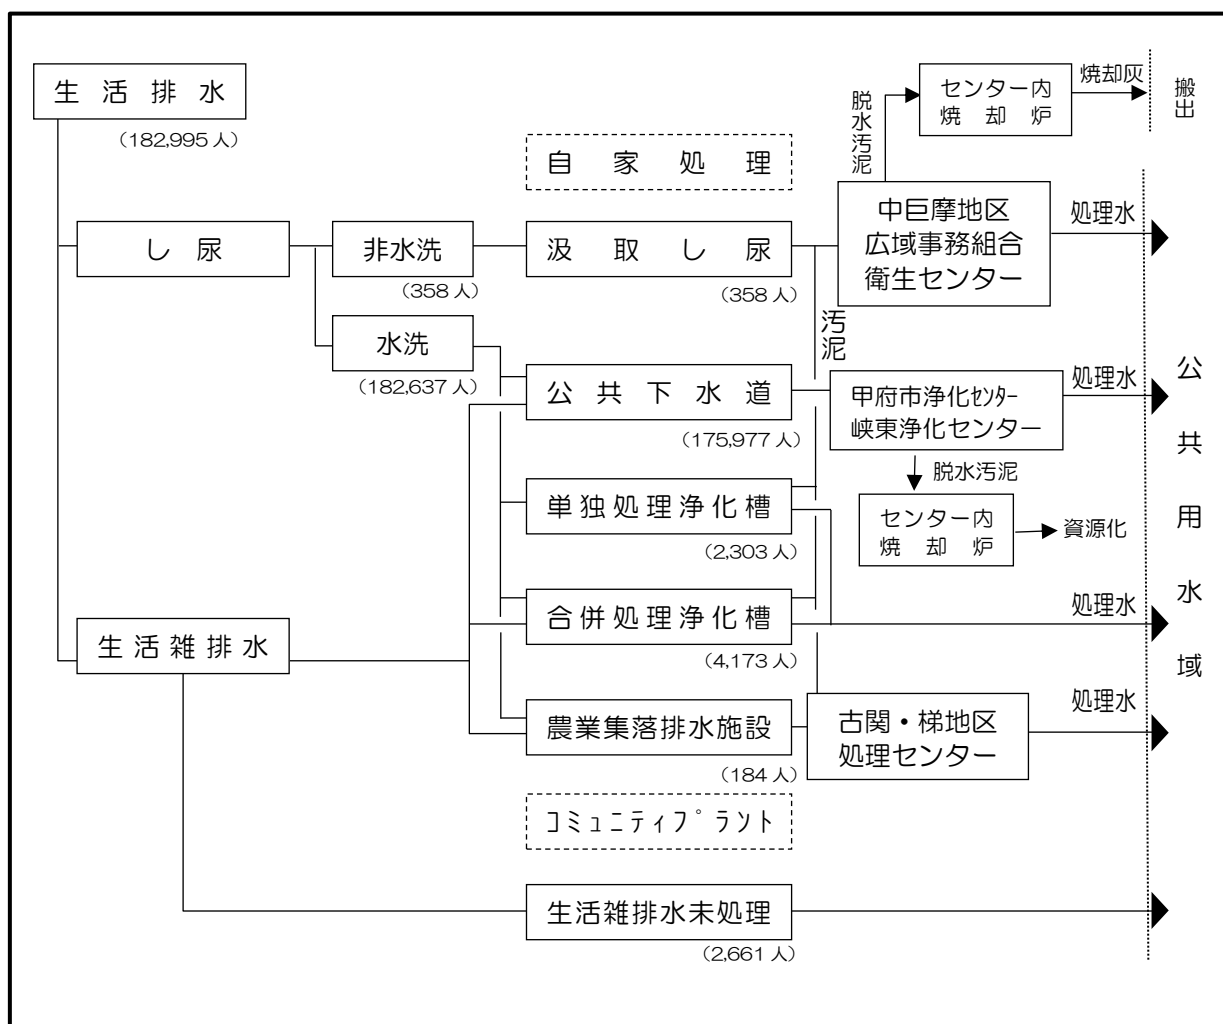 生活排水
（182,995人）
自家処理
脱水汚泥
センター内
焼却炉
焼却灰
搬出
し尿
非水洗
（358人）
汲取し尿
（358人）
中巨摩地区
広域事務組合
衛生センター
処理水
水洗
（182,637人）
汚泥
公共下水道
（175,977人）
甲府市浄化ｾﾝﾀｰ
峡東浄化センター
処理水
脱水汚泥
単独処理浄化槽
（2,303人）
センター内
焼却炉
資源化
合併処理浄化槽
（4,173人）
処理水
生活雑排水
農業集落排水施設
（184人）
古関・梯地区
処理センター
処理水
公共用水域
ｺﾐｭﾆﾃｨﾌﾟﾗﾝﾄ
生活雑排水未処理
（2,661人）